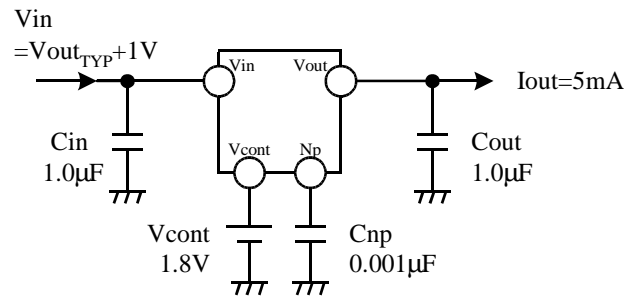 Vin
=VoutTYP+1V
Vin
Vout
Iout=5mA
Cin
1.0µF
Vcont
Np
Cout
1.0µF
Vcont
1.8V
Cnp
0.001µF